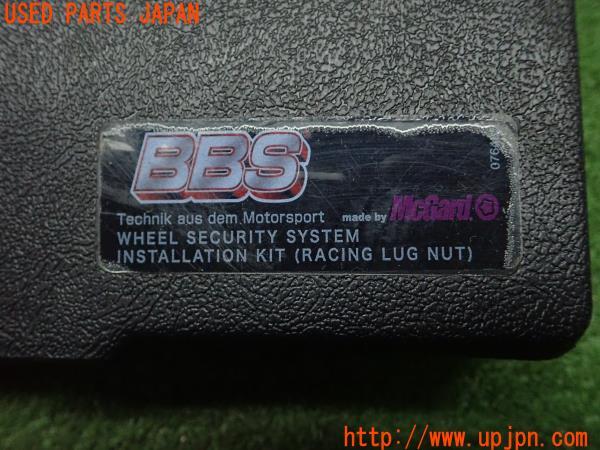 USED PARTS JAPAN
BBS
Technik aus dem Motorsport made by McGard
WHEEL SECURITY SYSTEM
INSTALLATION KIT (RACING LUG NUT)
http://www.upjpn.com